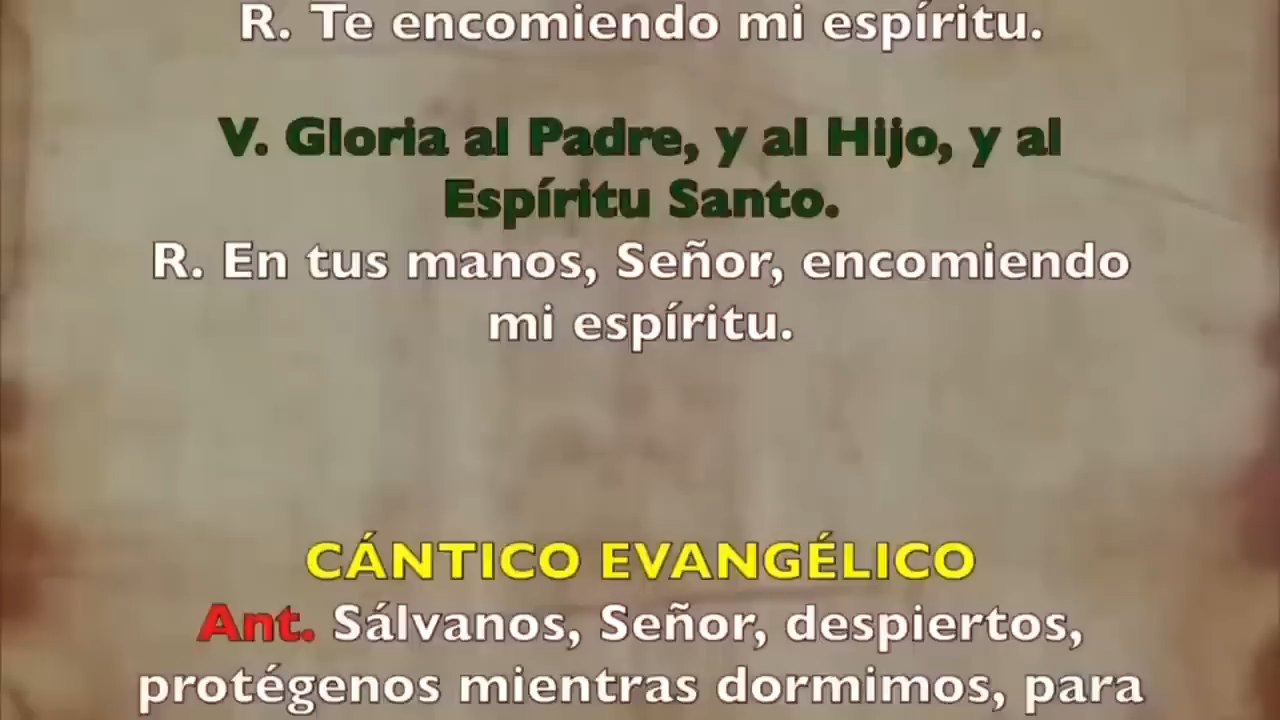 R. Te encomiendo mi espíritu.
V. Gloria al Padre, y al Hijo, y al
Espíritu Santo.
R. En tus manos, Señor, encomiendo
mi espíritu.
CÁNTICO EVANGÉLICO
Ant. Sálvanos, Señor, despiertos,
protégenos mientras dormimos, para